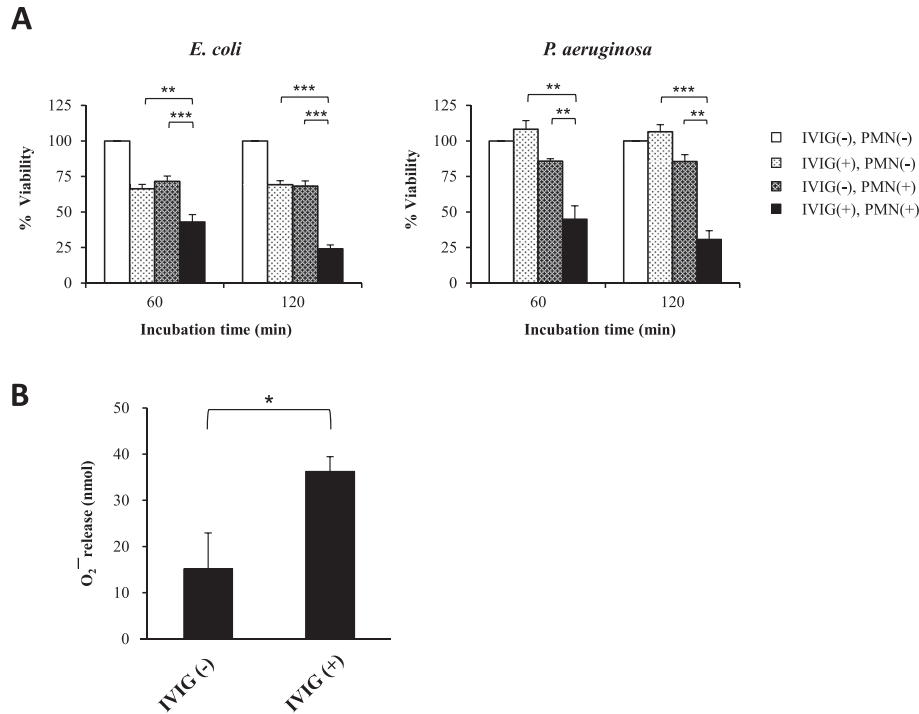 A
E. coli
P. aeruginosa
** *** *** ***
** ** *** **
125
100
75
50
25
0
% Viability
60 120
Incubation time (min)
125
100
75
50
25
0
% Viability
60 120
Incubation time (min)
IVIG(-), PMN(-)
IVIG(+), PMN(-)
IVIG(-), PMN(+)
IVIG(+), PMN(+)
B
*
50
40
30
20
10
0
O₂¯ release (nmol)
IVIG (-)
IVIG (+)